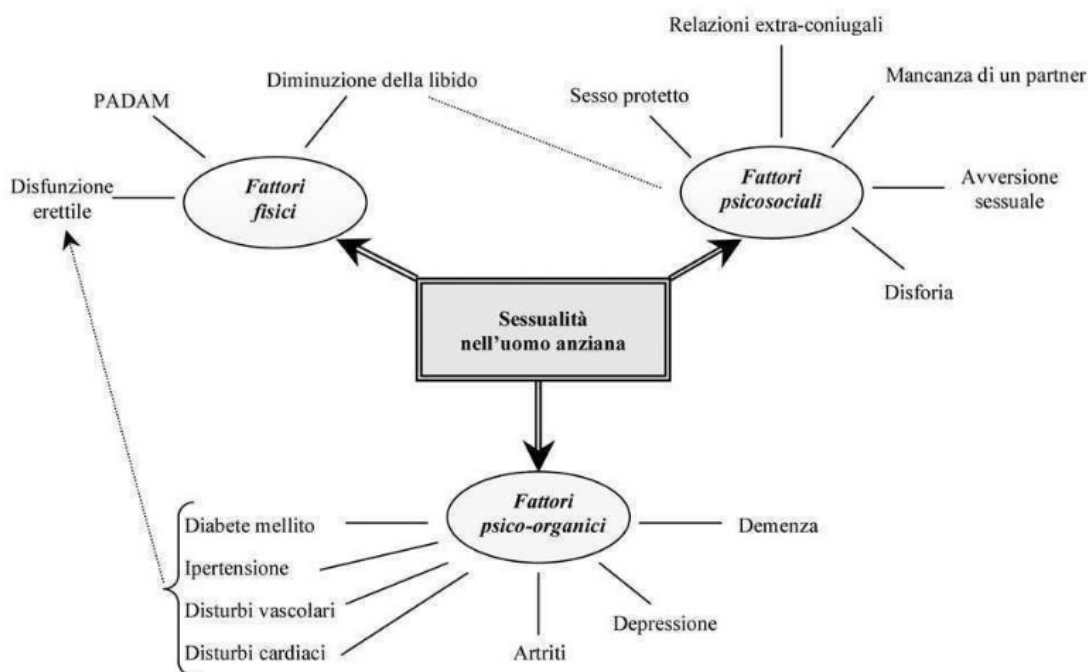 Relazioni extra-coniugali
Diminuzione della libido
Mancanza di un partner
PADAM
Sesso protetto
Disfunzione
erettile
Fattori
fisici
Fattori
psicosociali
Avversione
sessuale
Disforia
Sessualità
nell'uomo anziana
Fattori
psico-organici
Diabete mellito
Demenza
Ipertensione
Disturbi vascolari
Depressione
Disturbi cardiaci
Artriti